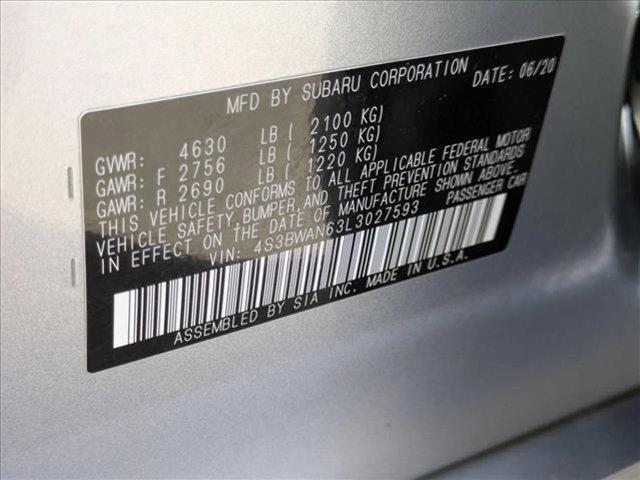 MFD BY SUBARU CORPORATION DATE: 06/20
GVWR: 4630 LB ( 2100 KG)
GAWR: F 2756 LB ( 1250 KG)
GAWR: R 2690 LB ( 1220 KG)
THIS VEHICLE CONFORMS TO ALL APPLICABLE FEDERAL MOTOR
VEHICLE SAFETY, BUMPER, AND THEFT PREVENTION STANDARDS
IN EFFECT ON THE DATE OF MANUFACTURE SHOWN ABOVE.
VIN: 4S3BWAN63L3027593 PASSENGER CAR
ASSEMBLED BY SIA INC. MADE IN U.S.A.